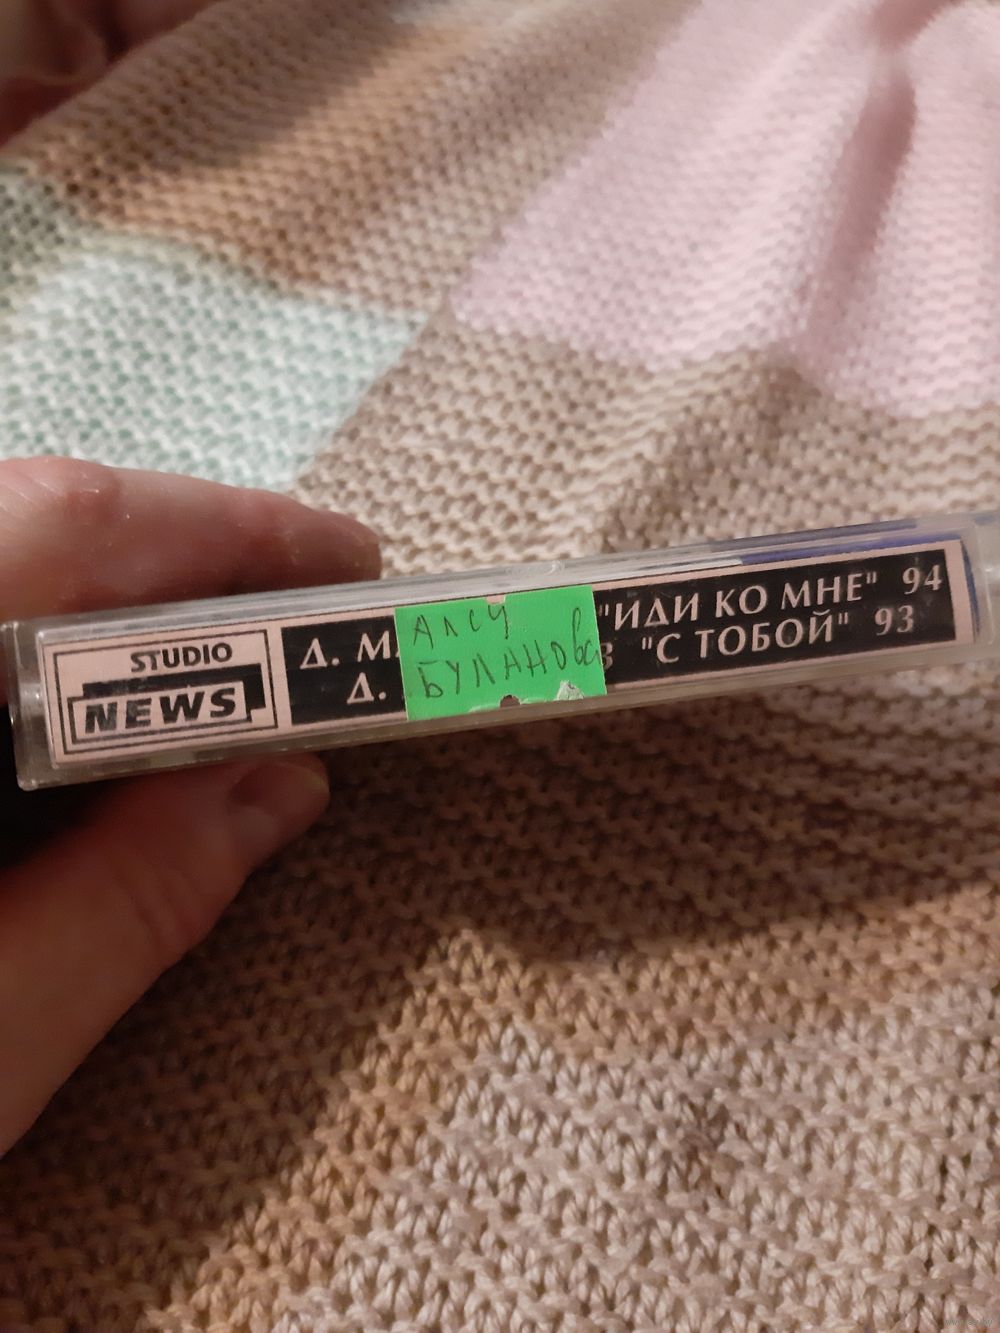 STUDIO
NEWS
Д. М
"ИДИ КО МНЕ" 94
Д.
"С ТОБОЙ" 93
Алсу
БУЛАНОва